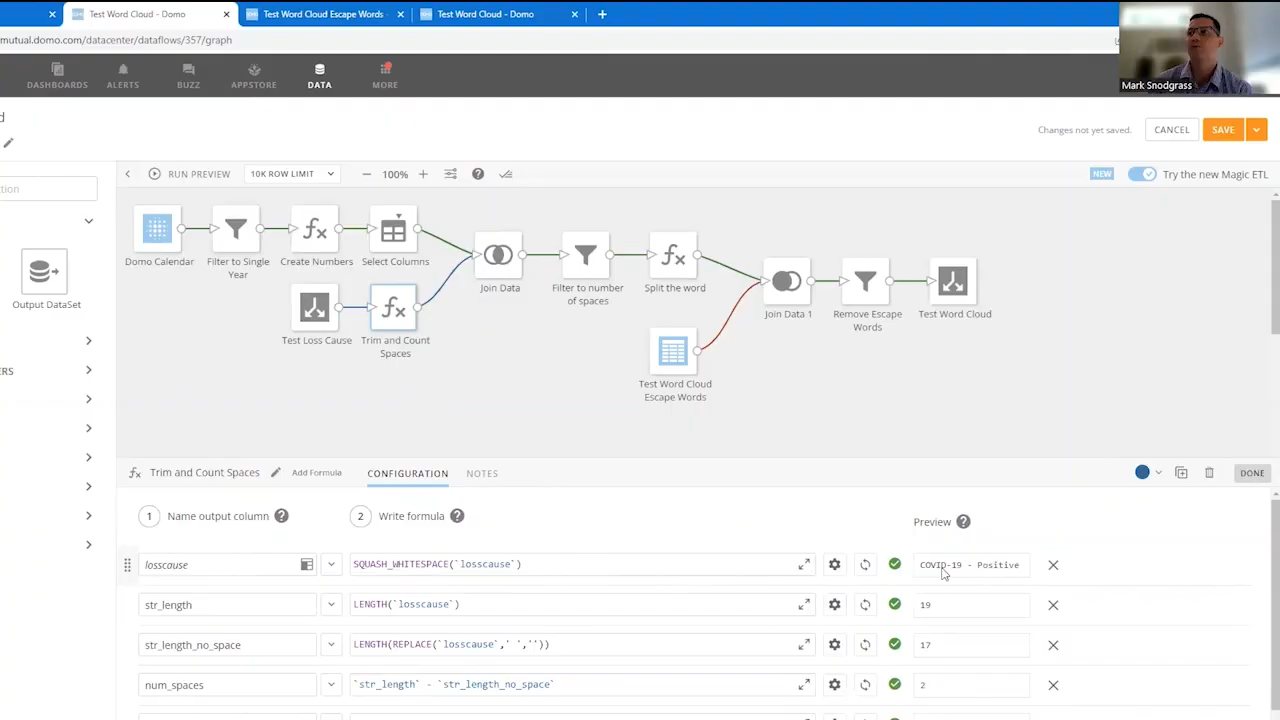 Test Word Cloud - Domo
Test Word Cloud Escape Words
Test Word Cloud - Domo
mutual.domo.com/datacenter/dataflows/357/graph
DASHBOARDS
ALERTS
BUZZ
APPSTORE
DATA
MORE
Mark Snodgrass
d
Changes not yet saved.
CANCEL
SAVE
ction
RUN PREVIEW
10K ROW LIMIT
100%
NEW
Try the new Magic ETL
Output DataSet
ERS
Domo Calendar
Filter to Single
Year
Create Numbers
Select Columns
Join Data
Filter to number
of spaces
Split the word
Join Data 1
Remove Escape
Words
Test Word Cloud
Test Loss Cause
Trim and Count
Spaces
Test Word Cloud
Escape Words
fx Trim and Count Spaces
Add Formula
CONFIGURATION
NOTES
DONE
1 Name output column ?
2 Write formula ?
Preview ?
losscause
SQUASH_WHITESPACE(`losscause`)
COVID-19 - Positive
str_length
LENGTH(`losscause`)
19
str_length_no_space
LENGTH(REPLACE(`losscause`,' ',''))
17
num_spaces
`str_length` - `str_length_no_space`
2